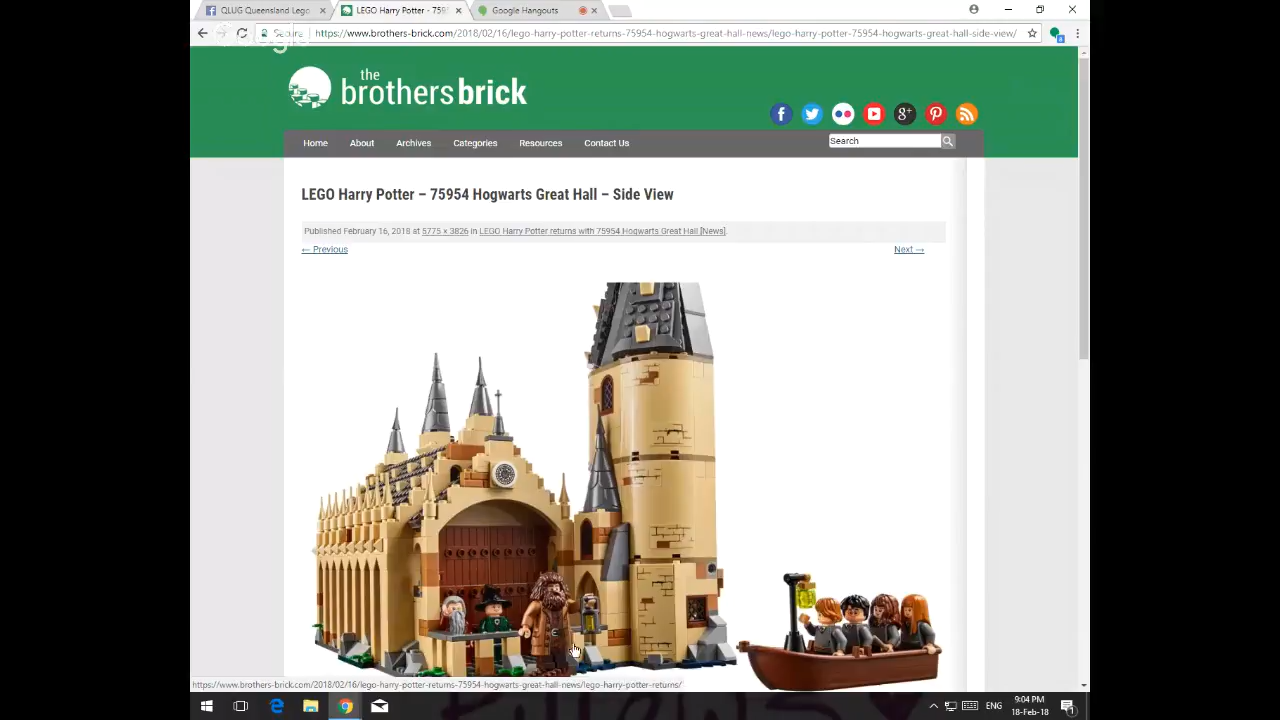 QLUG Queensland Lego
LEGO Harry Potter - 7595
Google Hangouts
Secure
https://www.brothers-brick.com/2018/02/16/lego-harry-potter-returns-75954-hogwarts-great-hall-news/lego-harry-potter-75954-hogwarts-great-hall-side-view/
the
brothersbrick
Home About Archives Categories Resources Contact Us
Search
LEGO Harry Potter – 75954 Hogwarts Great Hall – Side View
Published February 16, 2018 at 5775 × 3826 in LEGO Harry Potter returns with 75954 Hogwarts Great Hall [News].
← Previous
Next →
https://www.brothers-brick.com/2018/02/16/lego-harry-potter-returns-75954-hogwarts-great-hall-news/lego-harry-potter-returns/
ENG
9:04 PM
18-Feb-18